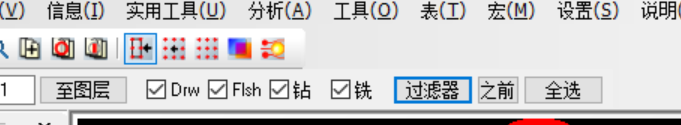 (V) 信息(I) 实用工具(U) 分析(A) 工具(O) 表(T) 宏(M) 设置(S) 说明(
1 至图层 Drw Flsh 钻 铣 过滤器 之前 全选